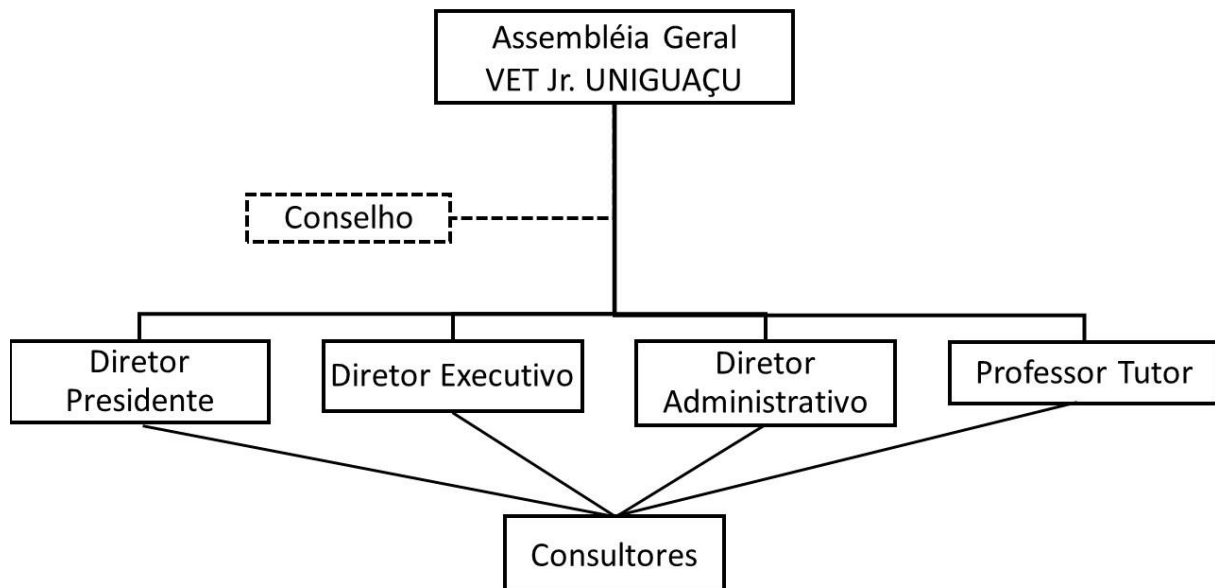 Assembléia Geral
VET Jr. UNIGUAÇU
Conselho
Diretor
Presidente
Diretor Executivo
Diretor
Administrativo
Professor Tutor
Consultores